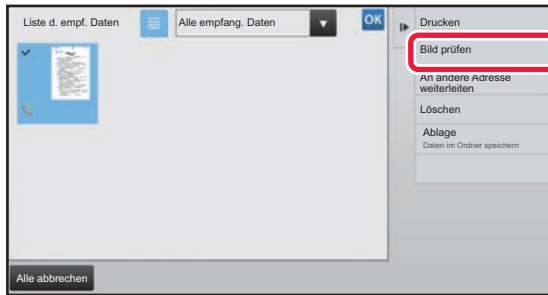 Liste d. empf. Daten
Alle empfang. Daten
OK
Drucken
Bild prüfen
An andere Adresse
weiterleiten
Löschen
Ablage
Daten im Ordner speichern
Alle abbrechen